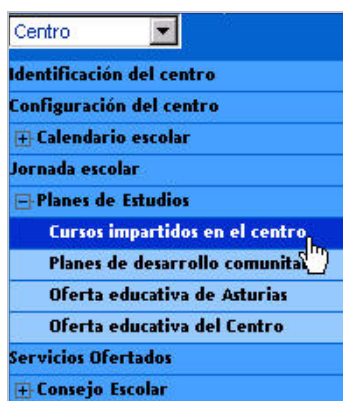 Centro
Identificación del centro
Configuración del centro
Calendario escolar
Jornada escolar
Planes de Estudios
Cursos impartidos en el centro
Planes de desarrollo
Oferta educativa de Asturias
Oferta educativa del Centro
Servicios Ofertados
Consejo Escolar